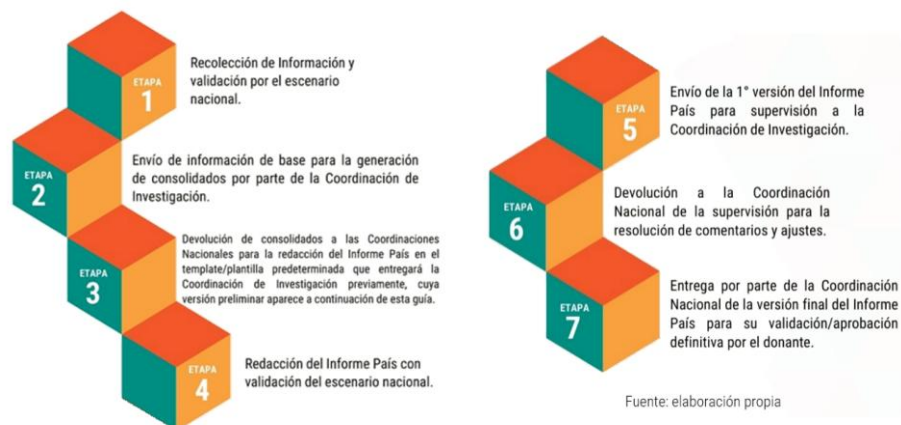 ETAPA
1
Recolección de Información y
validación por el escenario
nacional.
ETAPA
2
Envío de información de base para la generación
de consolidados por parte de la Coordinación de
Investigación.
ETAPA
3
Devolución de consolidados a las Coordinaciones
Nacionales para la redacción del Informe País en el
template/plantilla predeterminada que entregará la
Coordinación de Investigación previamente, cuya
versión preliminar aparece a continuación de esta guía.
ETAPA
4
Redacción del Informe País con
validación del escenario nacional.
ETAPA
5
Envío de la 1° versión del Informe
País para supervisión a la
Coordinación de Investigación.
ETAPA
6
Devolución a la Coordinación
Nacional de la supervisión para la
resolución de comentarios y ajustes.
ETAPA
7
Entrega por parte de la Coordinación
Nacional de la versión final del Informe
País para su validación/aprobación
definitiva por el donante.
Fuente: elaboración propia